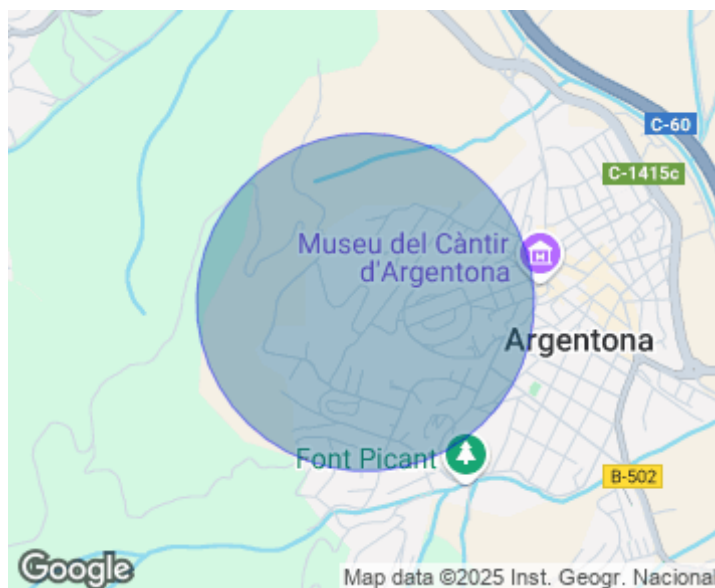 C-60
C-1415c
Museu del Càntir
d'Argentona
Argentona
Font Picant
B-502
Google
Map data ©2025 Inst. Geogr. Nacional